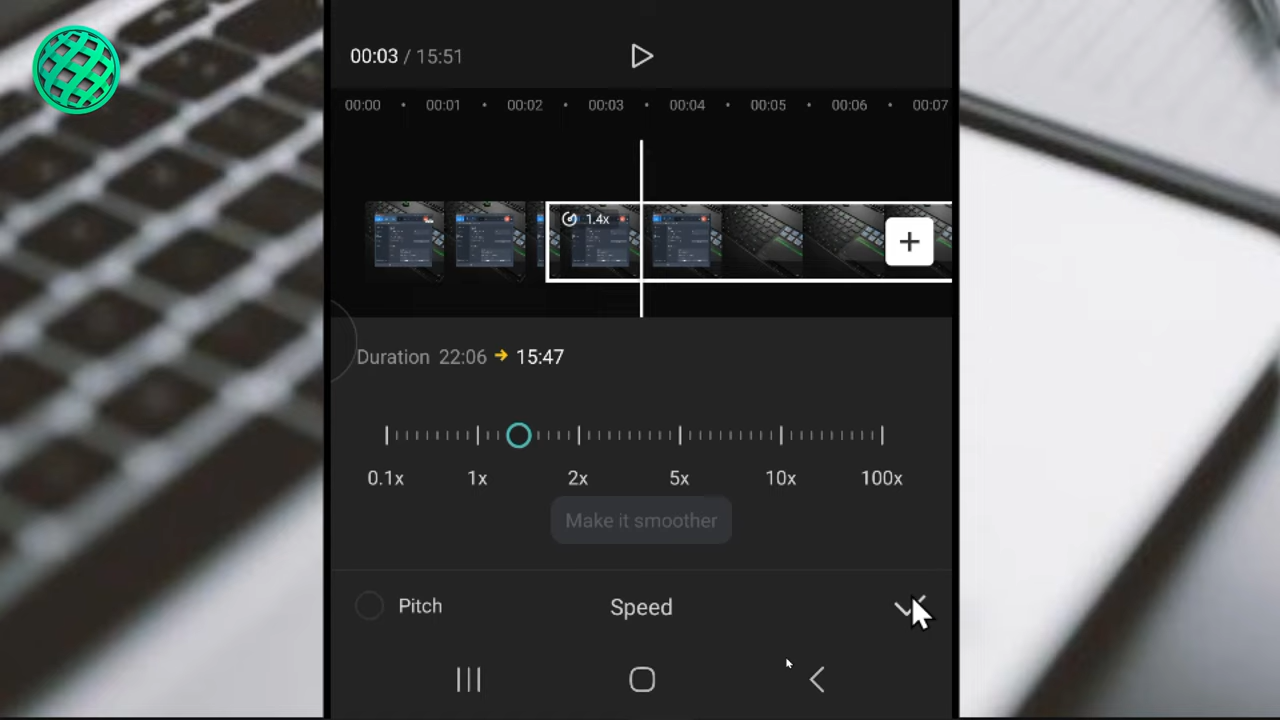 00:03 / 15:51
00:00 00:01 00:02 00:03 00:04 00:05 00:06 00:07
1.4x
Duration 22:06 → 15:47
0.1x 1x 2x 5x 10x 100x
Make it smoother
Pitch Speed